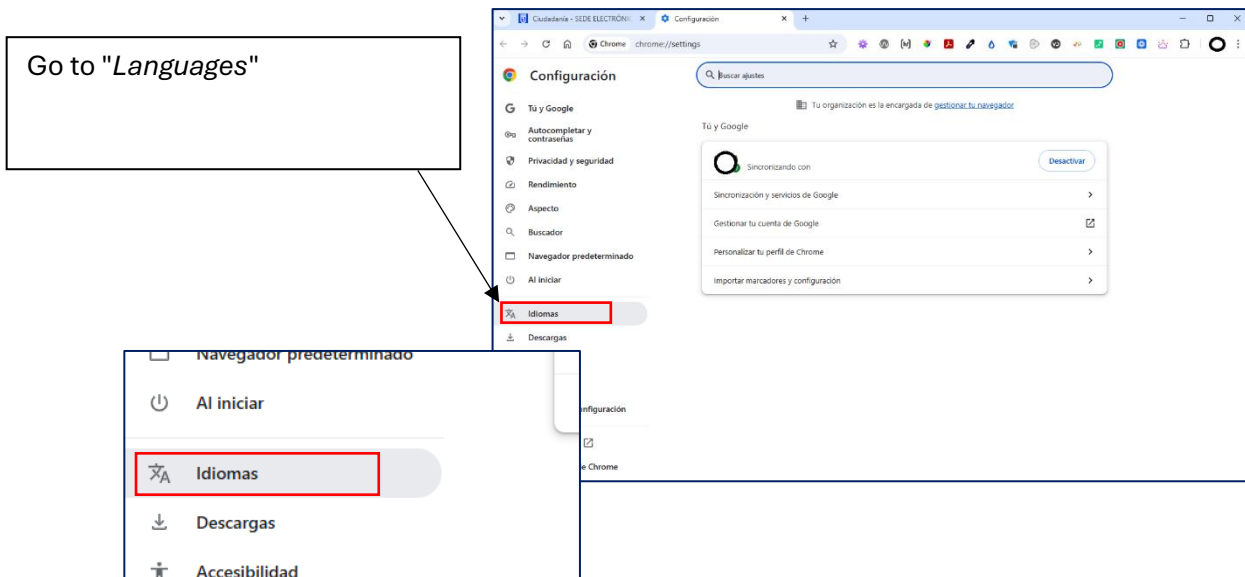 Go to "Languages"
Ciudadanía - SEDE ELECTRÓNIC
Configuración
Chrome
chrome://settings
Configuración
Buscar ajustes
Tu organización es la encargada de gestionar tu navegador
Tú y Google
Autocompletar y
contraseñas
Privacidad y seguridad
Rendimiento
Aspecto
Buscador
Navegador predeterminado
Al iniciar
Idiomas
Descargas
nfiguración
e Chrome
Tú y Google
Sincronizando con
Desactivar
Sincronización y servicios de Google
Gestionar tu cuenta de Google
Personalizar tu perfil de Chrome
Importar marcadores y configuración
Navegador predeterminado
Al iniciar
Idiomas
Descargas
Accesibilidad